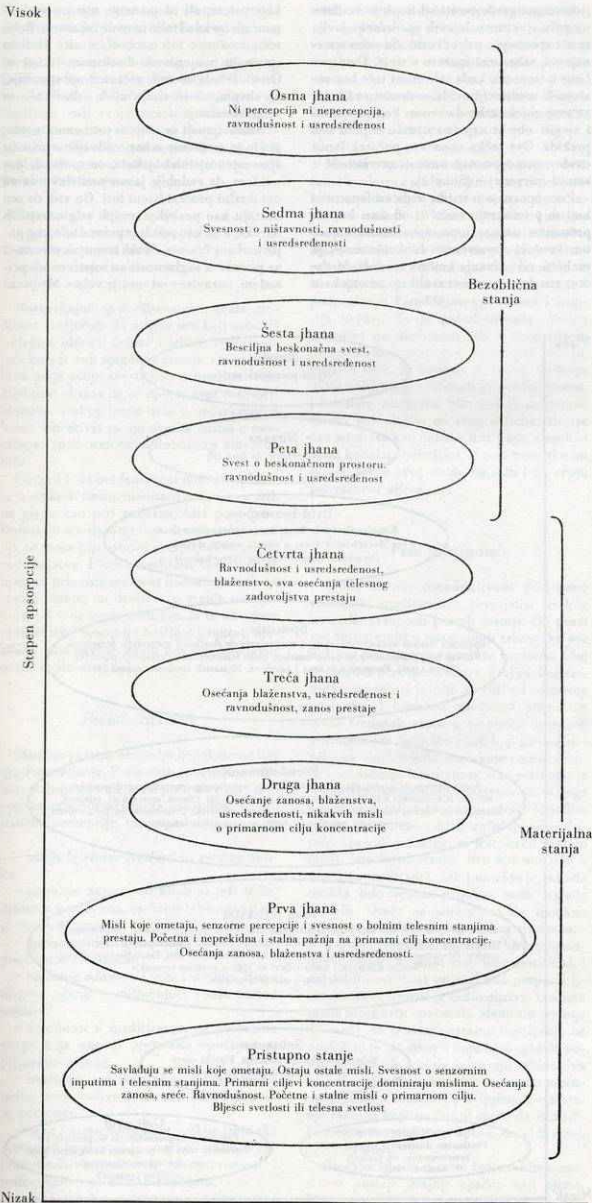 Visok
Osma jhana
Ni percepcija ni nepercepcija,
ravnodušnost i usredsređenost
Sedma jhana
Svesnost o ništavnosti, ravnodušnosti
i usredsređenosti
Bezoblična
stanja
Šesta jhana
Besciljna beskonačna svest,
ravnodušnost i usredsređenost
Peta jhana
Svest o beskonačnom prostoru.
ravnodušnost i usredsređenost
Stepen apsorpcije
Četvrta jhana
Ravnodušnost i usredsređenost,
blaženstvo, sva osećanja telesnog
zadovoljstva prestaju
Treća jhana
Osećanja blaženstva, usredsređenost i
ravnodušnost, zanos prestaje
Druga jhana
Osećanje zanosa, blaženstva,
usredsređenosti, nikakvih misli
o primarnom cilju koncentracije
Materijalna
stanja
Prva jhana
Misli koje ometaju, senzorne percepcije i svesnost o bolnim telesnim stanjima
prestaju. Početna i neprekidna i stalna pažnja na primarni cilj koncentracije.
Osećanja zanosa, blaženstva i usredsređenosti.
Pristupno stanje
Savlađuju se misli koje ometaju. Ostaju ostale misli. Svesnost o senzornim
inputima i telesnim stanjima. Primarni ciljevi koncentracije dominiraju mislima. Osećanja
zanosa, sreće. Ravnodušnost. Početne i stalne misli o primarnom cilju.
Bljesci svetlosti ili telesna svetlost
Nizak